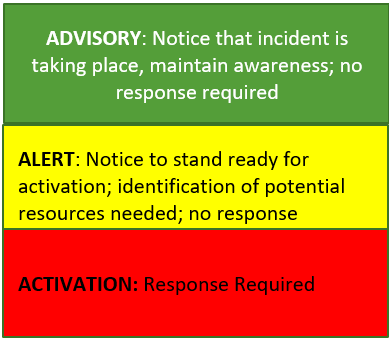 ADVISORY: Notice that incident is
taking place, maintain awareness; no
response required
ALERT: Notice to stand ready for
activation; identification of potential
resources needed; no response
ACTIVATION: Response Required